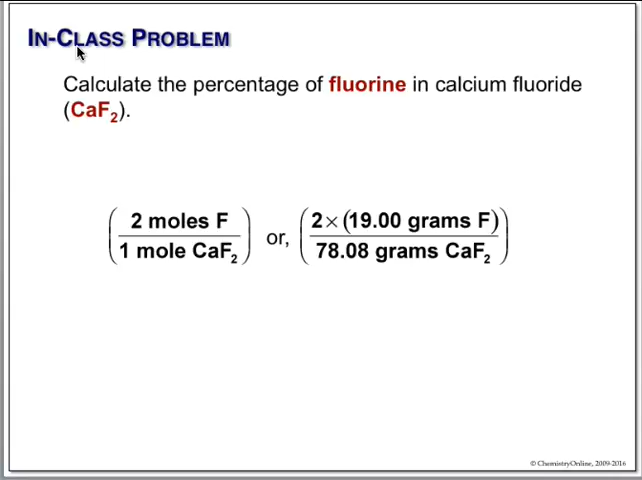 IN-CLASS PROBLEM
Calculate the percentage of fluorine in calcium fluoride
(CaF₂).
(2 moles F / 1 mole CaF₂) or, (2×(19.00 grams F) / 78.08 grams CaF₂)
© ChemistryOnline, 2009-2016